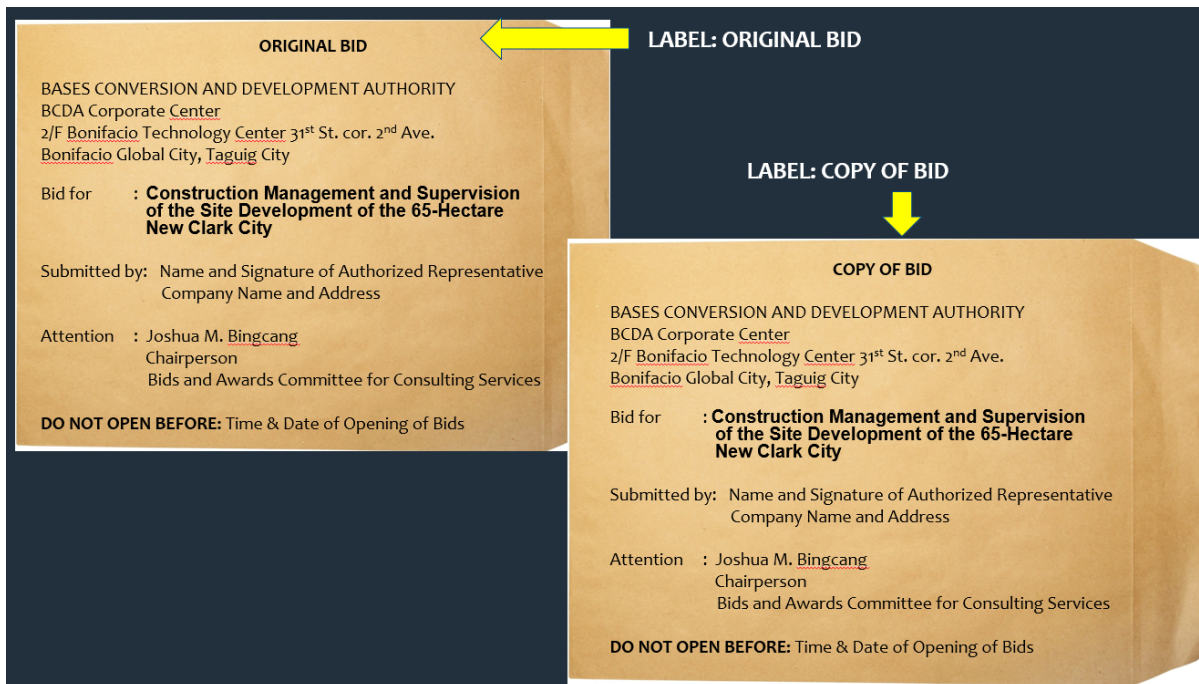 ORIGINAL BID
BASES CONVERSION AND DEVELOPMENT AUTHORITY
BCDA Corporate Center
2/F Bonifacio Technology Center 31st St. cor. 2nd Ave.
Bonifacio Global City, Taguig City
Bid for : Construction Management and Supervision
of the Site Development of the 65-Hectare
New Clark City
Submitted by: Name and Signature of Authorized Representative
Company Name and Address
Attention : Joshua M. Bingcang
Chairperson
Bids and Awards Committee for Consulting Services
DO NOT OPEN BEFORE: Time & Date of Opening of Bids
LABEL: ORIGINAL BID
LABEL: COPY OF BID
COPY OF BID
BASES CONVERSION AND DEVELOPMENT AUTHORITY
BCDA Corporate Center
2/F Bonifacio Technology Center 31st St. cor. 2nd Ave.
Bonifacio Global City, Taguig City
Bid for : Construction Management and Supervision
of the Site Development of the 65-Hectare
New Clark City
Submitted by: Name and Signature of Authorized Representative
Company Name and Address
Attention : Joshua M. Bingcang
Chairperson
Bids and Awards Committee for Consulting Services
DO NOT OPEN BEFORE: Time & Date of Opening of Bids